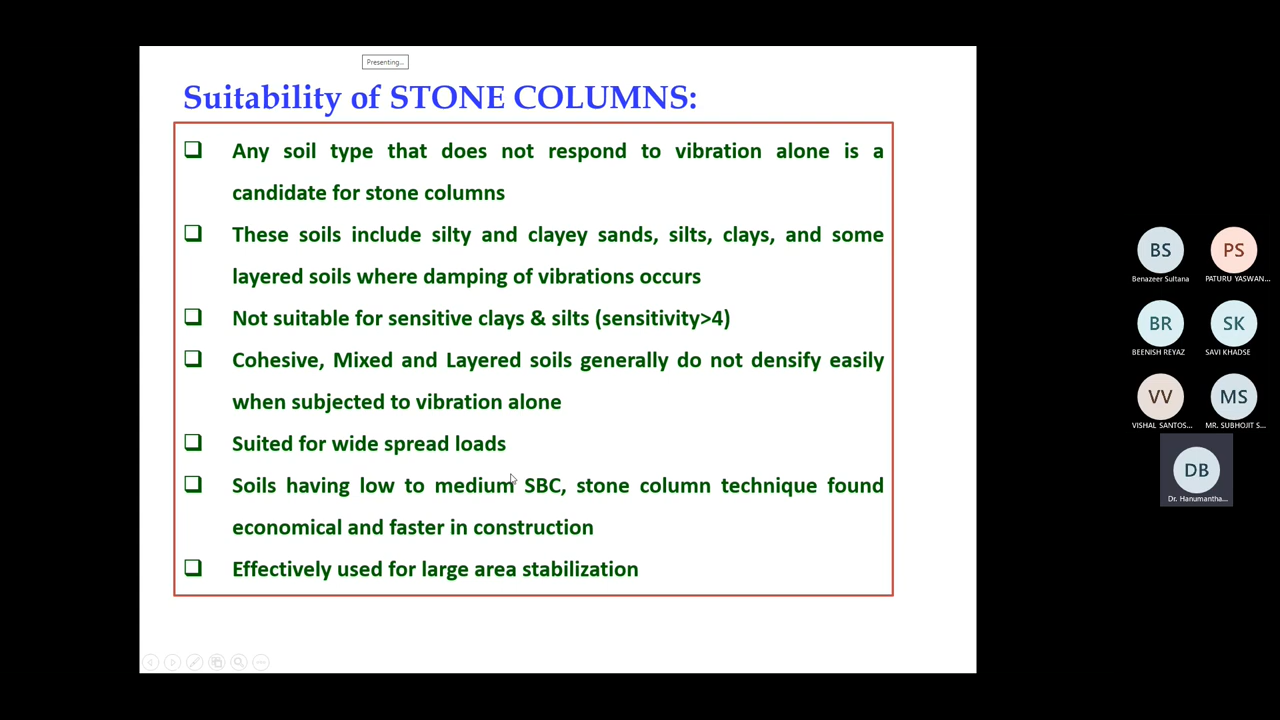 Presenting...
Suitability of STONE COLUMNS:
Any soil type that does not respond to vibration alone is a
candidate for stone columns
These soils include silty and clayey sands, silts, clays, and some
layered soils where damping of vibrations occurs
Not suitable for sensitive clays & silts (sensitivity>4)
Cohesive, Mixed and Layered soils generally do not densify easily
when subjected to vibration alone
Suited for wide spread loads
Soils having low to medium SBC, stone column technique found
economical and faster in construction
Effectively used for large area stabilization
BS
Benazeer Sultana
PS
PATURU YASWAN...
BR
BEENISH REYAZ
SK
SAVI KHADSE
VV
VISHAL SANTOS...
MS
MR. SUBHOJIT S...
DB
Dr. Hanumantha...